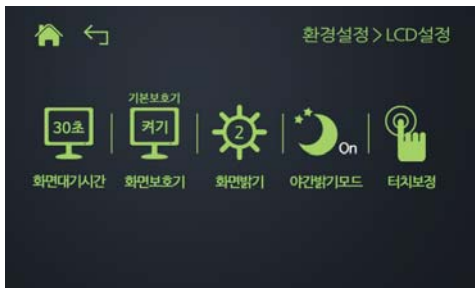 환경설정>LCD설정
기본보호기
30초
켜기
2
On
화면대기시간
화면보호기
화면밝기
야간밝기모드
터치보정